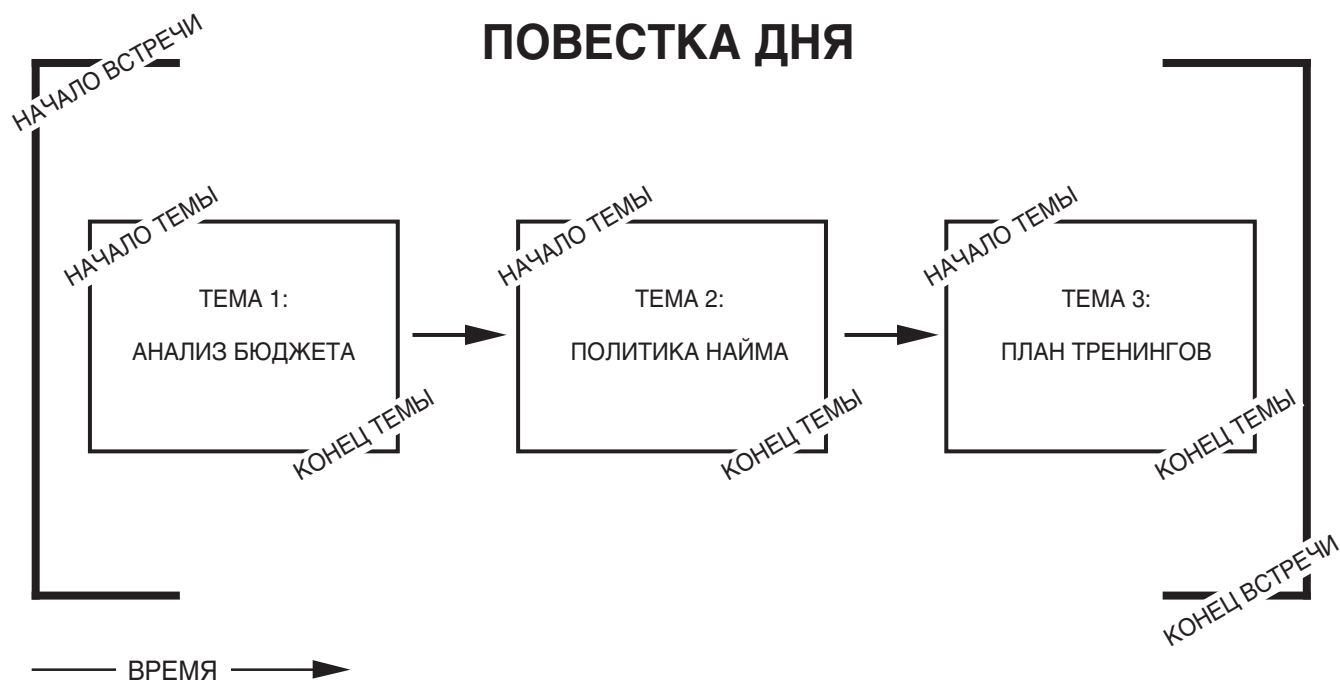 ПОВЕСТКА ДНЯ
НАЧАЛО ВСТРЕЧИ
НАЧАЛО ТЕМЫ
ТЕМА 1:
АНАЛИЗ БЮДЖЕТА
КОНЕЦ ТЕМЫ
НАЧАЛО ТЕМЫ
ТЕМА 2:
ПОЛИТИКА НАЙМА
КОНЕЦ ТЕМЫ
НАЧАЛО ТЕМЫ
ТЕМА 3:
ПЛАН ТРЕНИНГОВ
КОНЕЦ ТЕМЫ
КОНЕЦ ВСТРЕЧИ
ВРЕМЯ